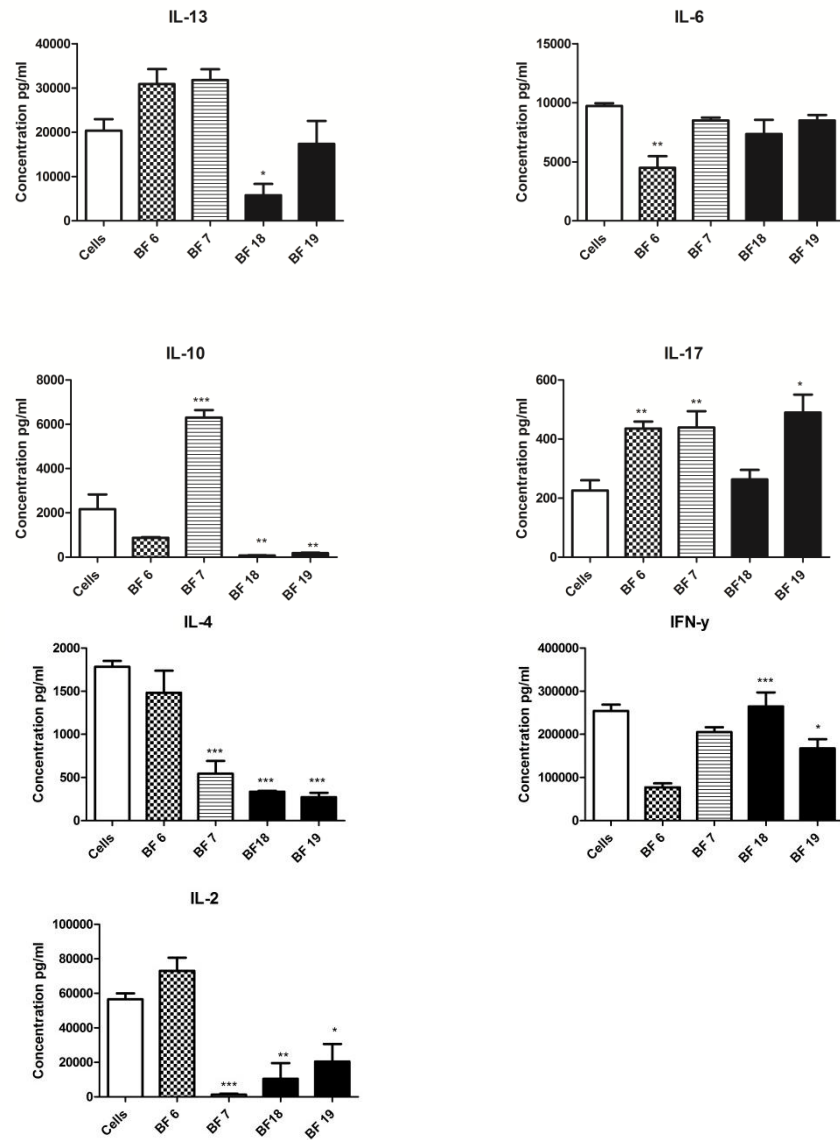 IL-13
Concentration pg/ml
40000
30000
20000
10000
0
*
Cells
BF 6
BF 7
BF 18
BF 19
IL-6
Concentration pg/ml
15000
10000
5000
0
**
Cells
BF 6
BF 7
BF 18
BF 19
IL-10
Concentration pg/ml
8000
6000
4000
2000
0
***
**
**
Cells
BF 6
BF 7
BF 18
BF 19
IL-17
Concentration pg/ml
600
400
200
0
**
**
*
Cells
BF 6
BF 7
BF18
BF 19
IL-4
Concentration pg/ml
2000
1500
1000
500
0
***
***
***
Cells
BF 6
BF 7
BF18
BF 19
IFN-y
Concentration pg/ml
400000
300000
200000
100000
0
***
*
Cells
BF 6
BF 7
BF 18
BF 19
IL-2
Concentration pg/ml
100000
80000
60000
40000
20000
0
***
**
*
Cells
BF 6
BF 7
BF18
BF 19